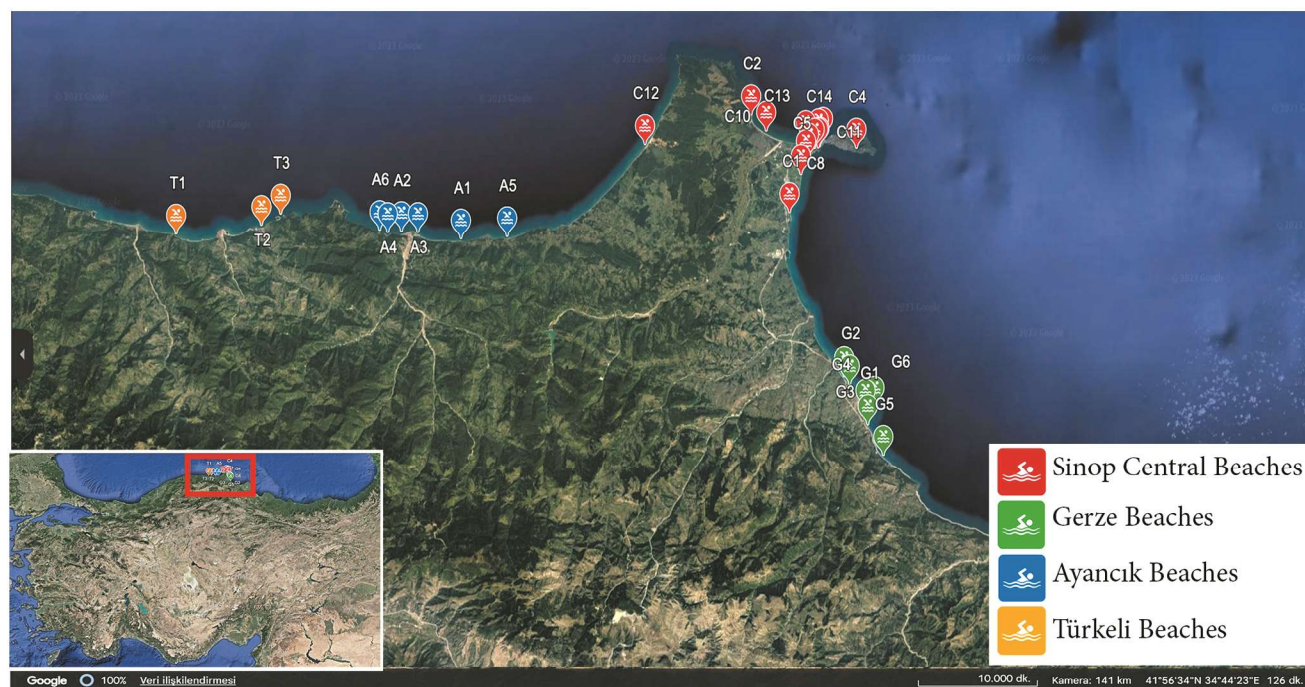 C2
C12
C13
C14
C4
C10
C5
C11
C1
C8
T1
T3
T2
A6
A2
A1
A5
A4
A3
G2
G4
G6
G1
G3
G5
Sinop Central Beaches
Gerze Beaches
Ayancık Beaches
Türkeli Beaches
Google
100%
Veri ilişkilendirmesi
10.000 dk.
Kamera: 141 km 41°56'34"N 34°44'23"E 126 dk.